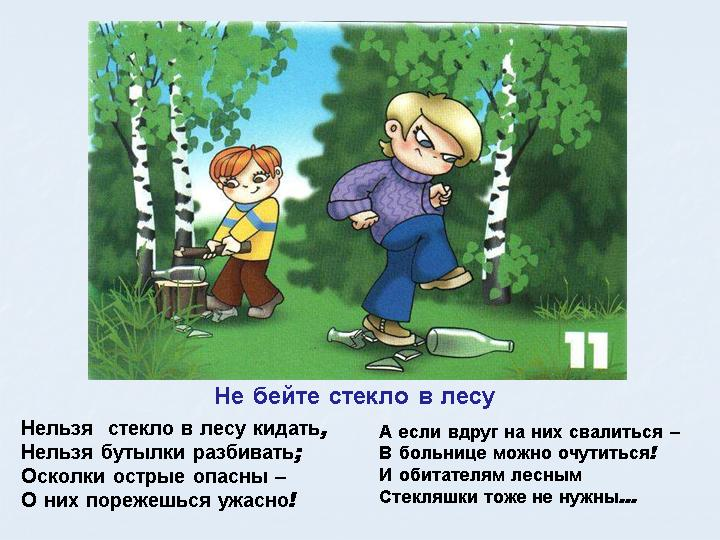 11
Не бейте стекло в лесу
Нельзя стекло в лесу кидать,
Нельзя бутылки разбивать;
Осколки острые опасны –
О них порежешься ужасно!
А если вдруг на них свалиться –
В больнице можно очутиться!
И обитателям лесным
Стекляшки тоже не нужны...